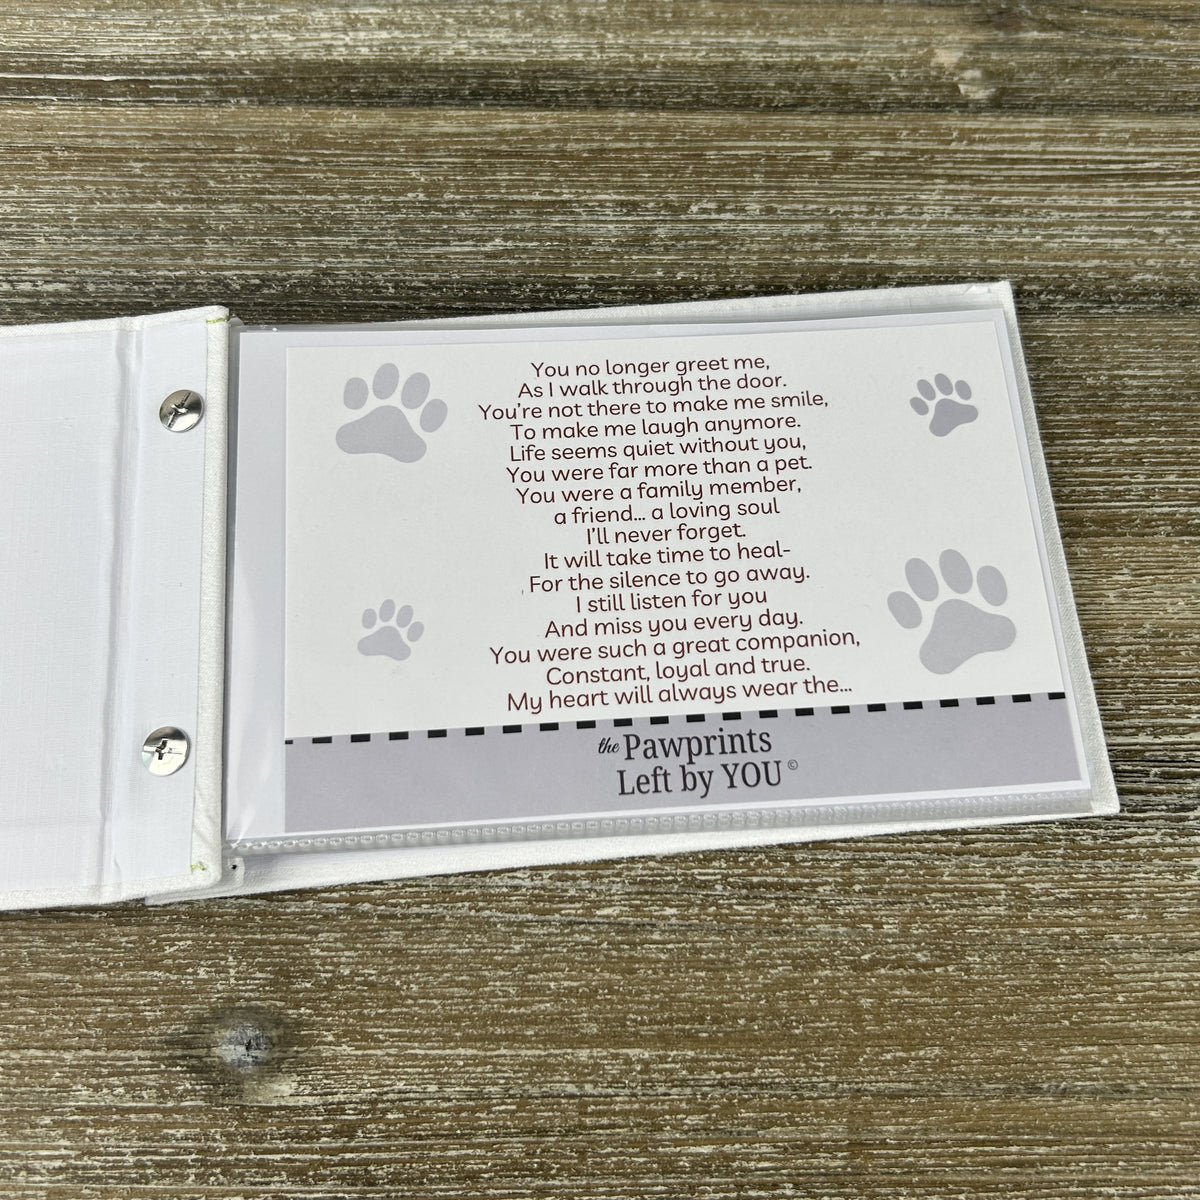 You no longer greet me,
As I walk through the door.
You're not there to make me smile,
To make me laugh anymore.
Life seems quiet without you,
You were far more than a pet.
You were a family member,
a friend... a loving soul
I'll never forget.
It will take time to heal-
For the silence to go away.
I still listen for you
And miss you every day.
You were such a great companion,
Constant, loyal and true.
My heart will always wear the...
the Pawprints
Left by YOU ©